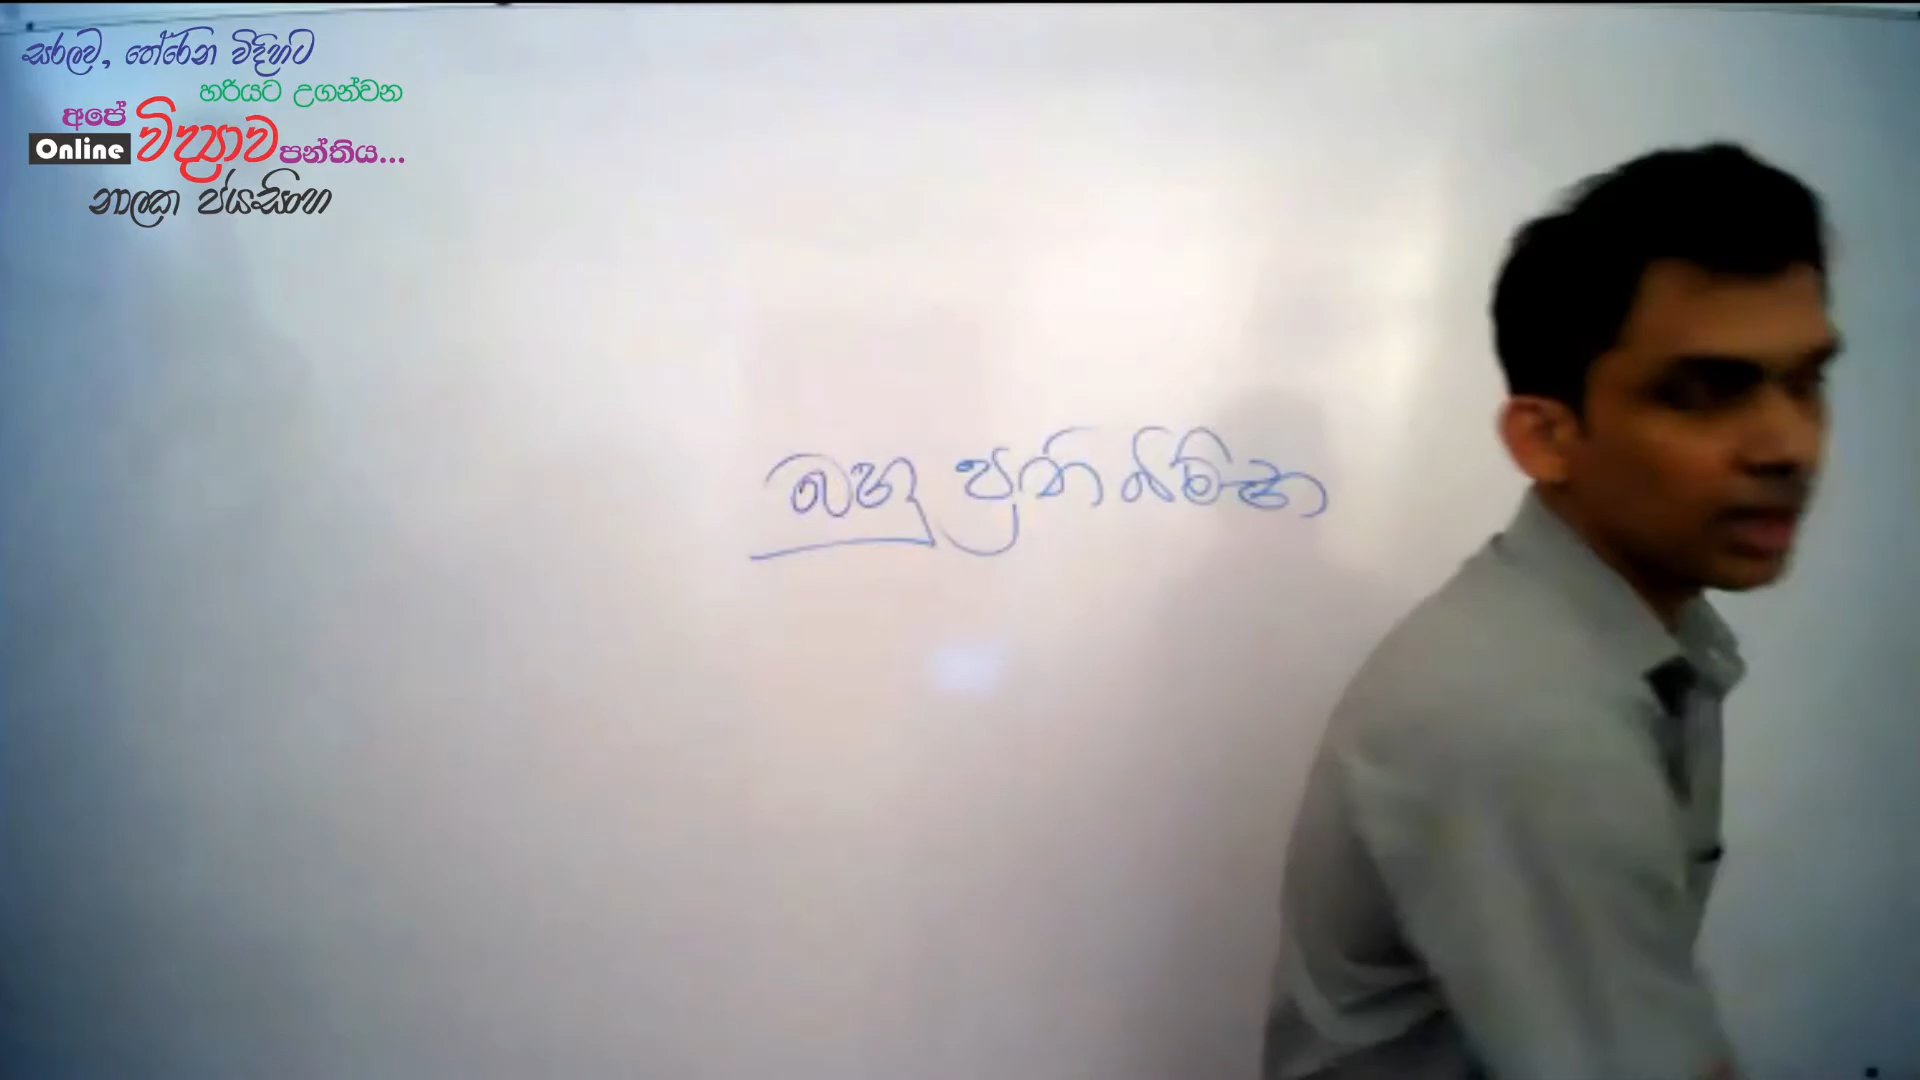 සරලව, තේරෙන විදිහට
හරියට උගන්වන
අපේ
Online විද්‍යාව පන්තිය...
නාලක ජයසිංහ
බහු ප්‍රතිබිම්භ